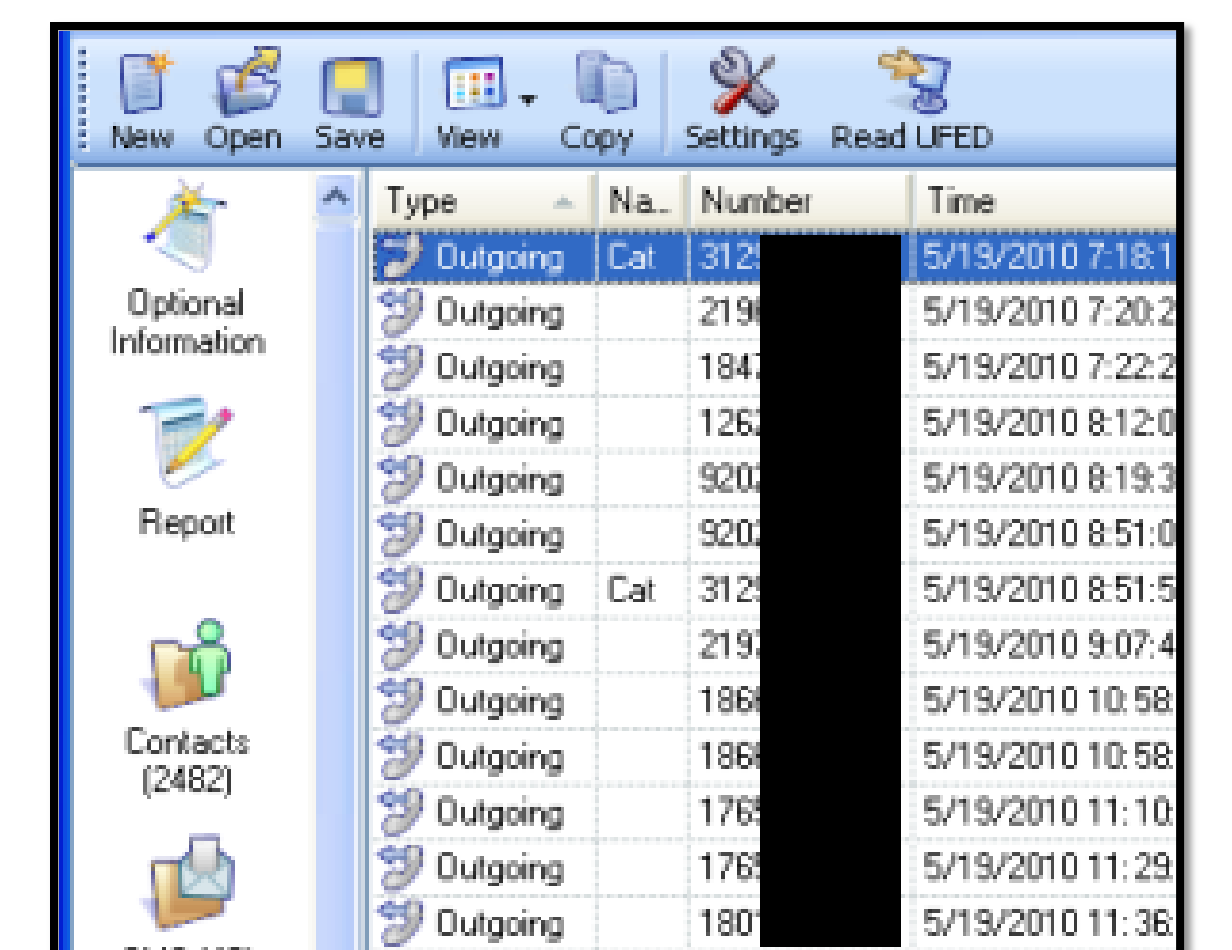 New Open Save View Copy Settings Read UFED
Optional
Information
Report
Contacts
(2482)
Type Na... Number Time
Outgoing Cat 312 5/19/2010 7:18:1
Outgoing 219 5/19/2010 7:20:2
Outgoing 184 5/19/2010 7:22:2
Outgoing 126 5/19/2010 8:12:0
Outgoing 920 5/19/2010 8:19:3
Outgoing 920 5/19/2010 8:51:0
Outgoing Cat 312 5/19/2010 8:51:5
Outgoing 219 5/19/2010 9:07:4
Outgoing 186 5/19/2010 10:58:
Outgoing 186 5/19/2010 10:58:
Outgoing 176 5/19/2010 11:10:
Outgoing 176 5/19/2010 11:29:
Outgoing 180 5/19/2010 11:36: